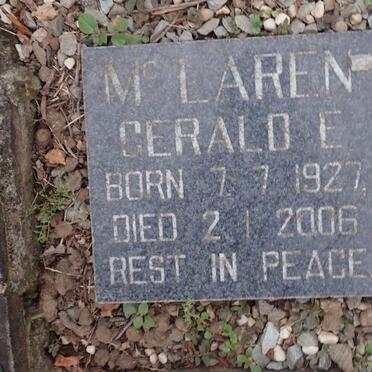 McLAREN
GERALD E
BORN 7.7.1927
DIED 2.1.2006
REST IN PEACE